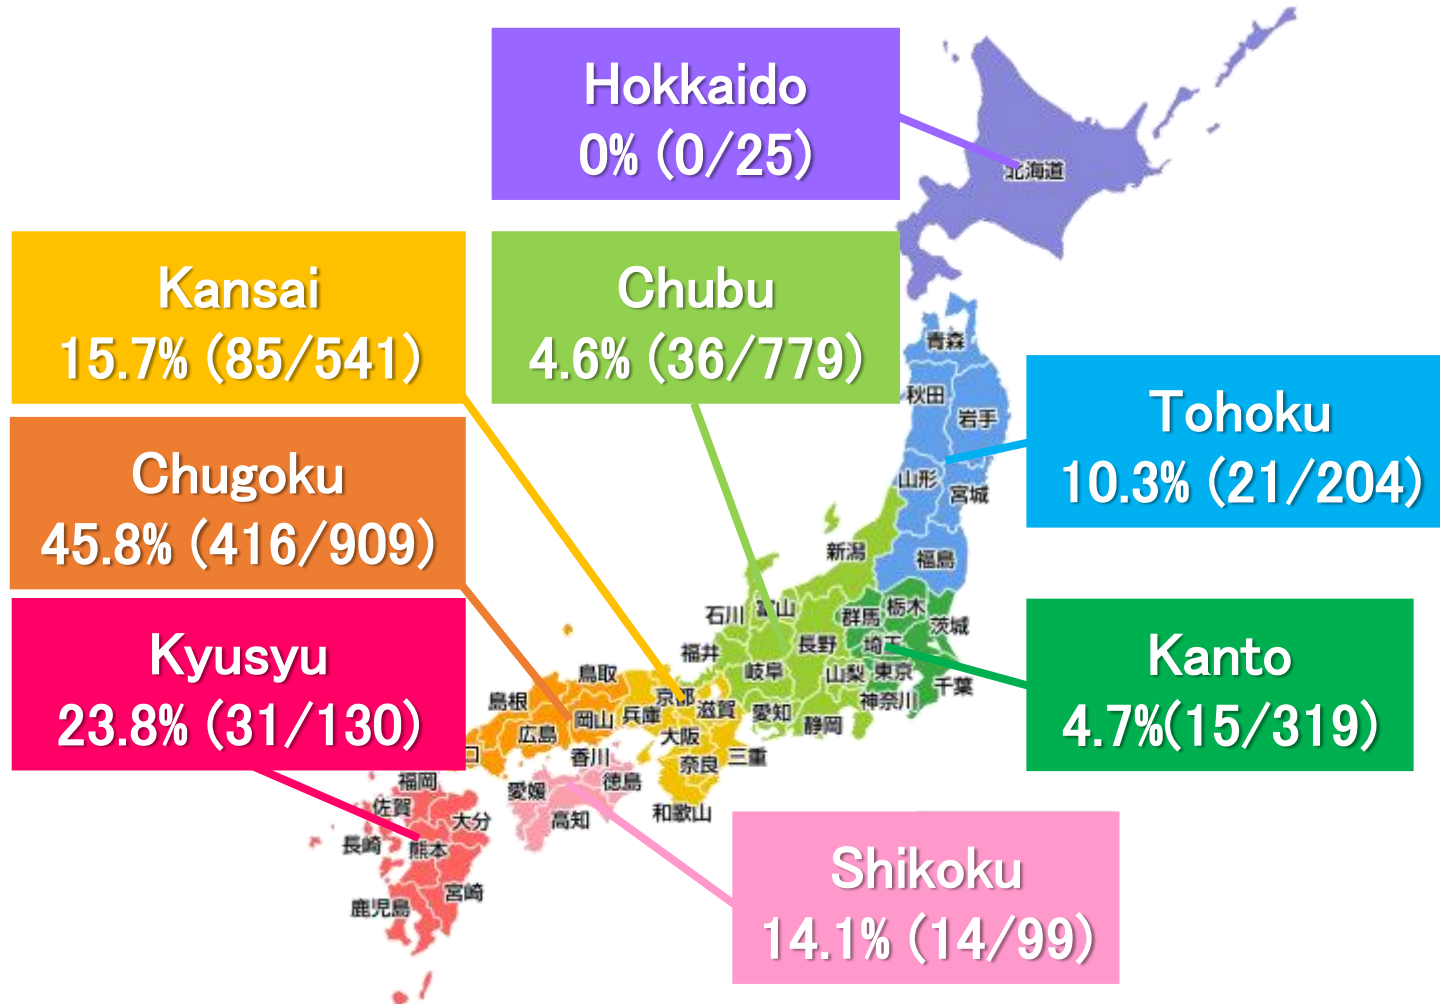 Hokkaido
0% (0/25)
北海道
Kansai
15.7% (85/541)
Chubu
4.6% (36/779)
青森
秋田
岩手
Tohoku
10.3% (21/204)
山形
宮城
Chugoku
45.8% (416/909)
新潟
福島
石川
富山
群馬
栃木
茨城
Kyusyu
23.8% (31/130)
福井
長野
埼玉
Kanto
4.7%(15/319)
鳥取
岐阜
山梨
東京
千葉
島根
京都
滋賀
神奈川
岡山
兵庫
愛知
静岡
広島
大阪
口
香川
奈良
三重
福岡
徳島
愛媛
佐賀
高知
和歌山
大分
長崎
熊本
宮崎
鹿児島
Shikoku
14.1% (14/99)